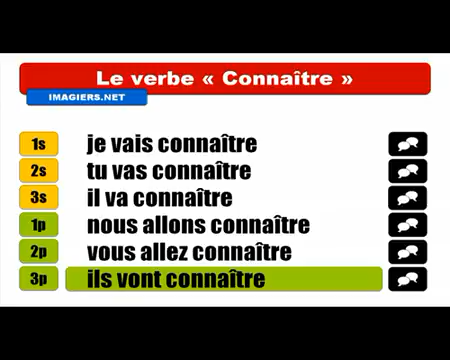 Le verbe « Connaître »
IMAGIERS.NET
1s je vais connaître
2s tu vas connaître
3s il va connaître
1p nous allons connaître
2p vous allez connaître
3p ils vont connaître